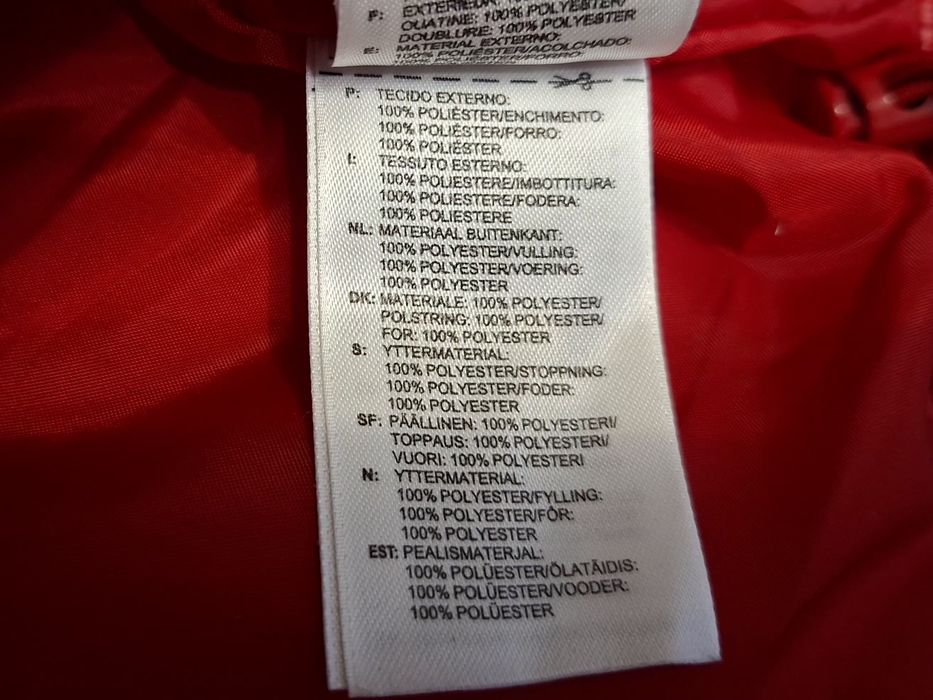 F: EXTERIEUR: 100% POLYESTER/
OUATINE: 100% POLYESTER/
DOUBLURE: 100% POLYESTER
E: MATERIAL EXTERNO:
100% POLIÉSTER/ACOLCHADO:
100% POLIÉSTER/FORRO:
P: TECIDO EXTERNO:
100% POLIÉSTER/ENCHIMENTO:
100% POLIÉSTER/FORRO:
100% POLIÉSTER
I: TESSUTO ESTERNO:
100% POLIESTERE/IMBOTTITURA:
100% POLIESTERE/FODERA:
100% POLIESTERE
NL: MATERIAAL BUITENKANT:
100% POLYESTER/VULLING:
100% POLYESTER/VOERING:
100% POLYESTER
DK: MATERIALE: 100% POLYESTER/
POLSTRING: 100% POLYESTER/
FOR: 100% POLYESTER
S: YTTERMATERIAL:
100% POLYESTER/STOPPNING:
100% POLYESTER/FODER:
100% POLYESTER
SF: PÄÄLLINEN: 100% POLYESTERI/
TOPPAUS: 100% POLYESTERI/
VUORI: 100% POLYESTERI
N: YTTERMATERIAL:
100% POLYESTER/FYLLING:
100% POLYESTER/FÔR:
100% POLYESTER
EST: PEALISMATERJAL:
100% POLÜESTER/ÕLATÄIDIS:
100% POLÜESTER/VOODER:
100% POLÜESTER